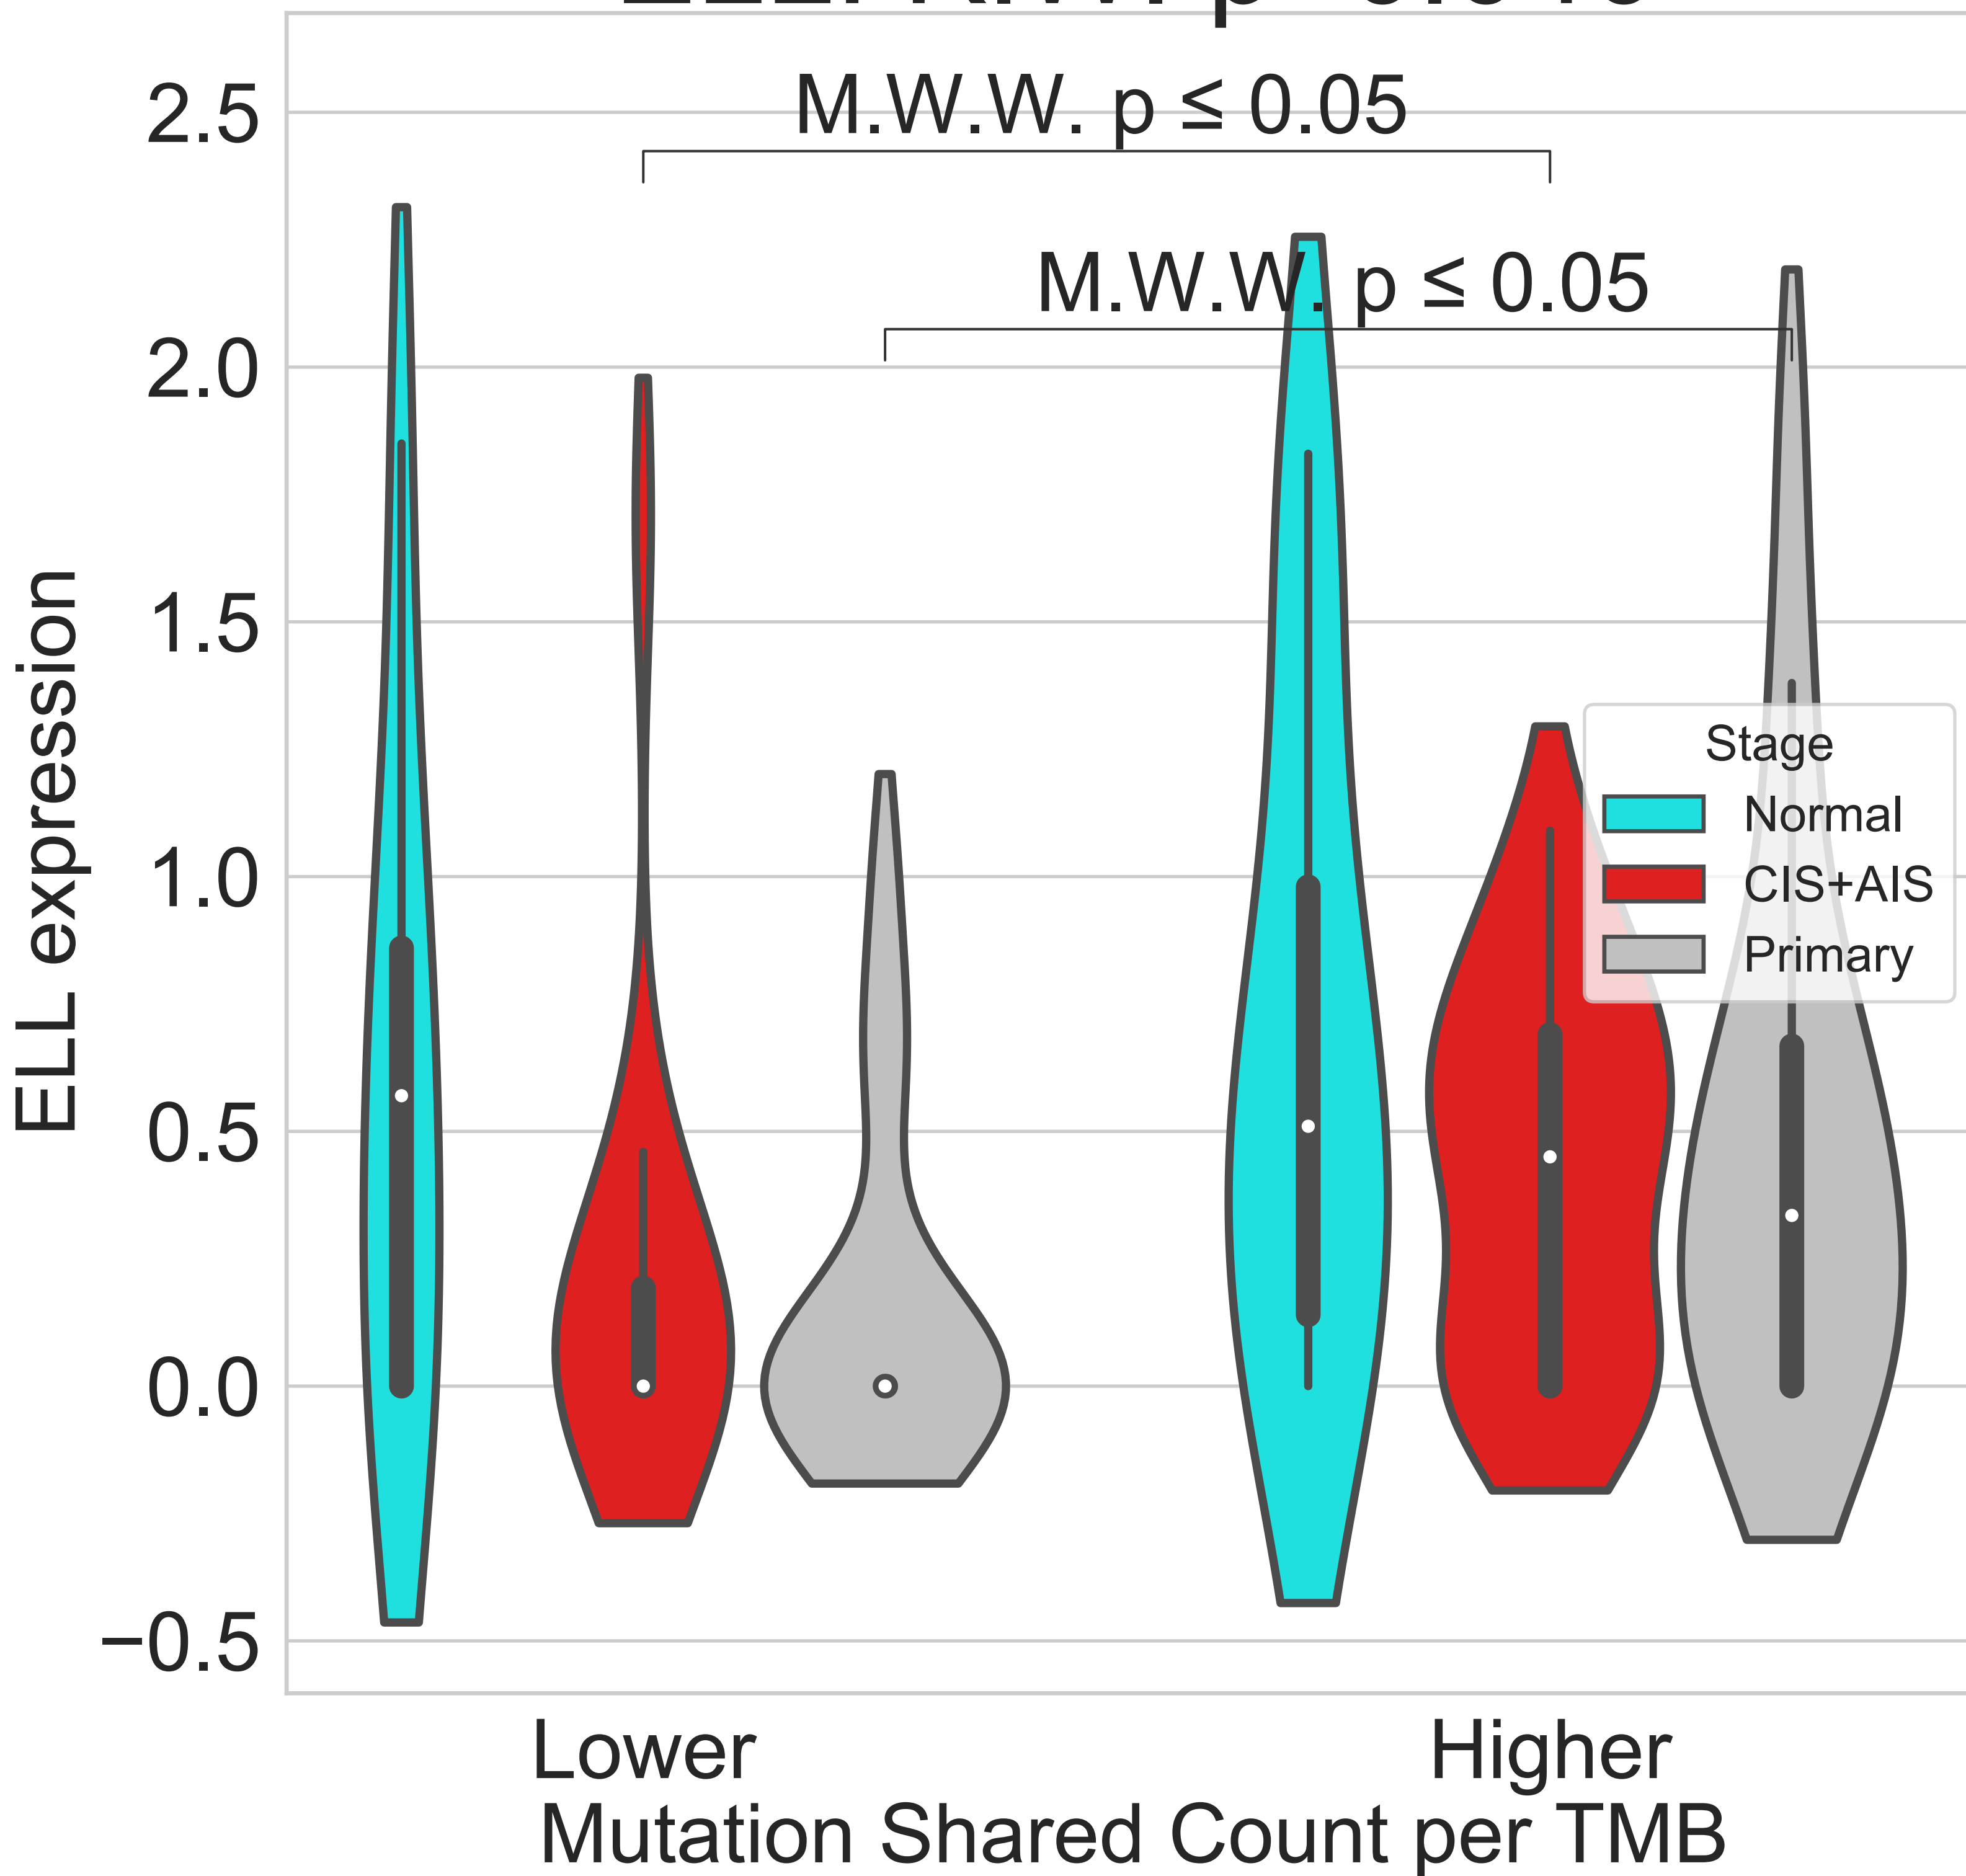 M.W.W. p ≤ 0.05
2.5
M.W.W. p ≤ 0.05
2.0
1.5
1.0
0.5
0.0
−0.5
ELL expression
Stage
Normal
CIS+AIS
Primary
Lower
Higher
Mutation Shared Count per TMB